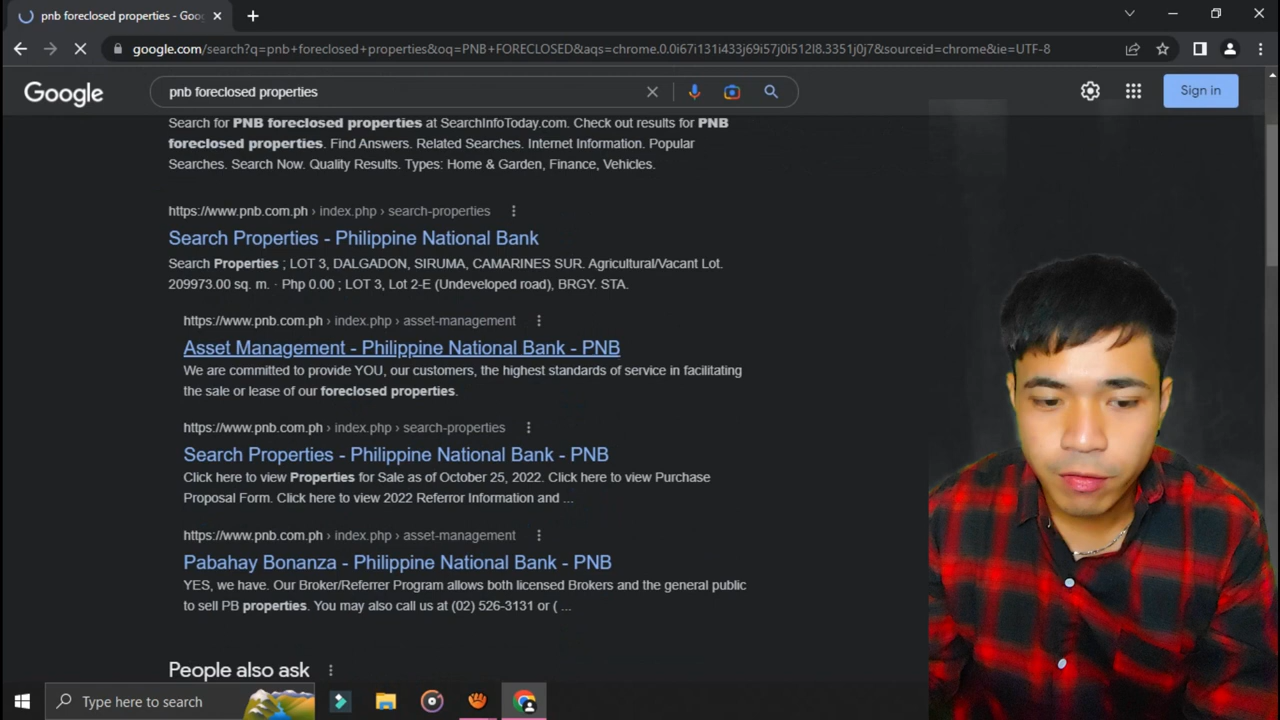 pnb foreclosed properties - Goo
google.com/search?q=pnb+foreclosed+properties&oq=PNB+FORECLOSED&aqs=chrome.0.0i67i131i433j69i57j0i512l8.3351j0j7&sourceid=chrome&ie=UTF-8
Google
pnb foreclosed properties
Sign in
Search for PNB foreclosed properties at SearchInfoToday.com. Check out results for PNB
foreclosed properties. Find Answers. Related Searches. Internet Information. Popular
Searches. Search Now. Quality Results. Types: Home & Garden, Finance, Vehicles.
https://www.pnb.com.ph › index.php › search-properties
Search Properties - Philippine National Bank
Search Properties ; LOT 3, DALGADON, SIRUMA, CAMARINES SUR. Agricultural/Vacant Lot.
209973.00 sq. m. · Php 0.00 ; LOT 3, Lot 2-E (Undeveloped road), BRGY. STA.
https://www.pnb.com.ph › index.php › asset-management
Asset Management - Philippine National Bank - PNB
We are committed to provide YOU, our customers, the highest standards of service in facilitating
the sale or lease of our foreclosed properties.
https://www.pnb.com.ph › index.php › search-properties
Search Properties - Philippine National Bank - PNB
Click here to view Properties for Sale as of October 25, 2022. Click here to view Purchase
Proposal Form. Click here to view 2022 Referror Information and ...
https://www.pnb.com.ph › index.php › asset-management
Pabahay Bonanza - Philippine National Bank - PNB
YES, we have. Our Broker/Referrer Program allows both licensed Brokers and the general public
to sell PB properties. You may also call us at (02) 526-3131 or ( ...
People also ask
Type here to search